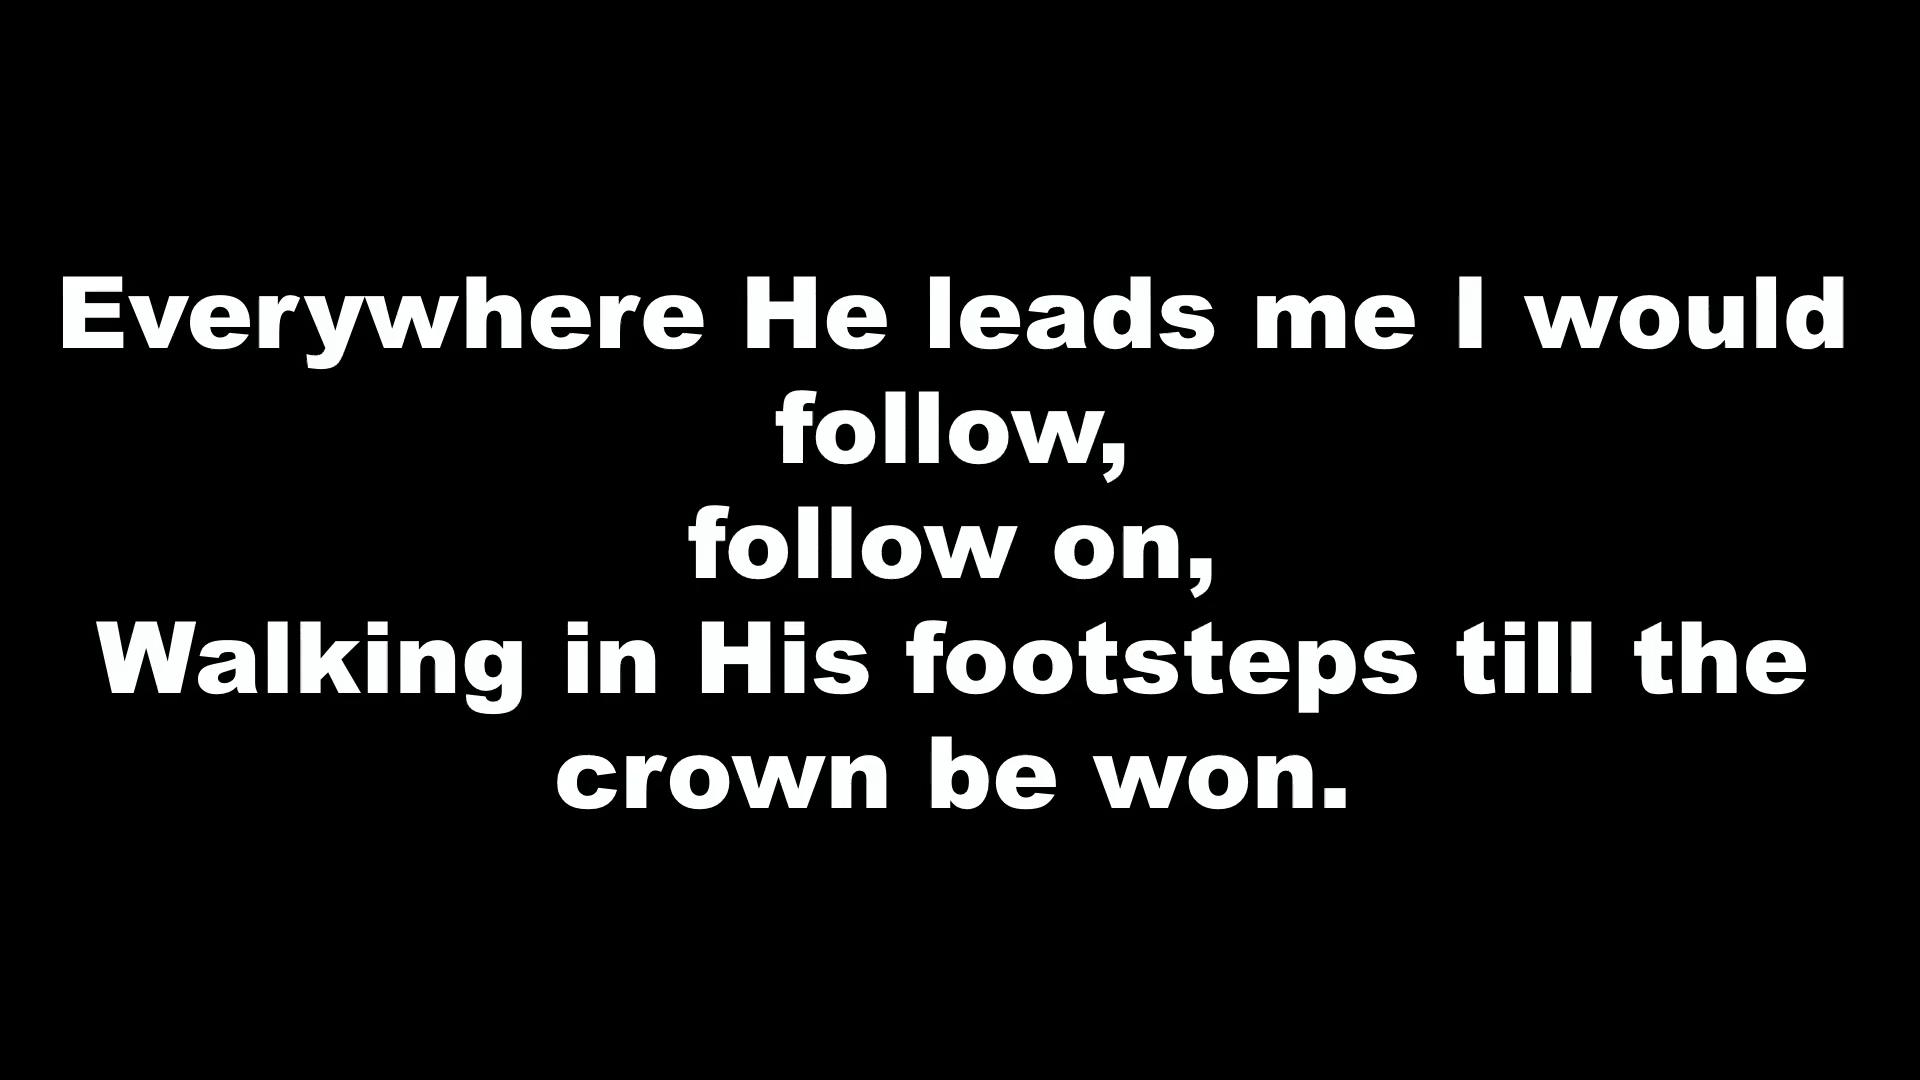 Everywhere He leads me I would
follow,
follow on,
Walking in His footsteps till the
crown be won.